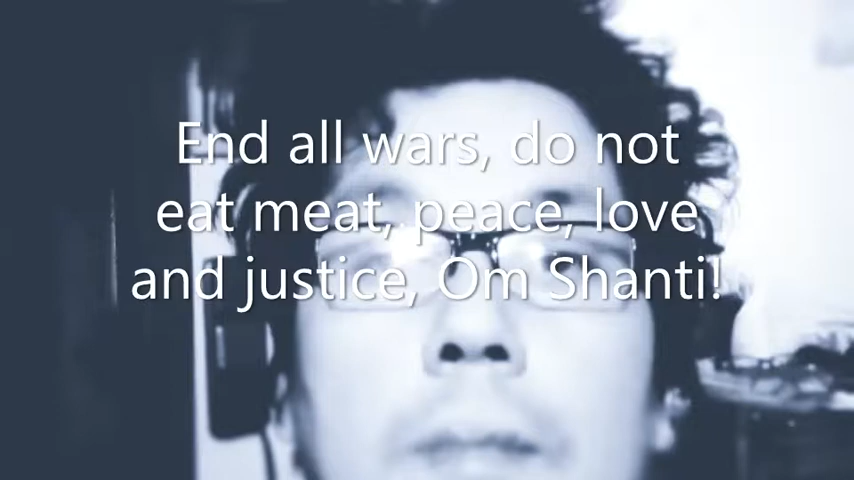 End all wars, do not
eat meat, peace, love
and justice, Om Shanti!